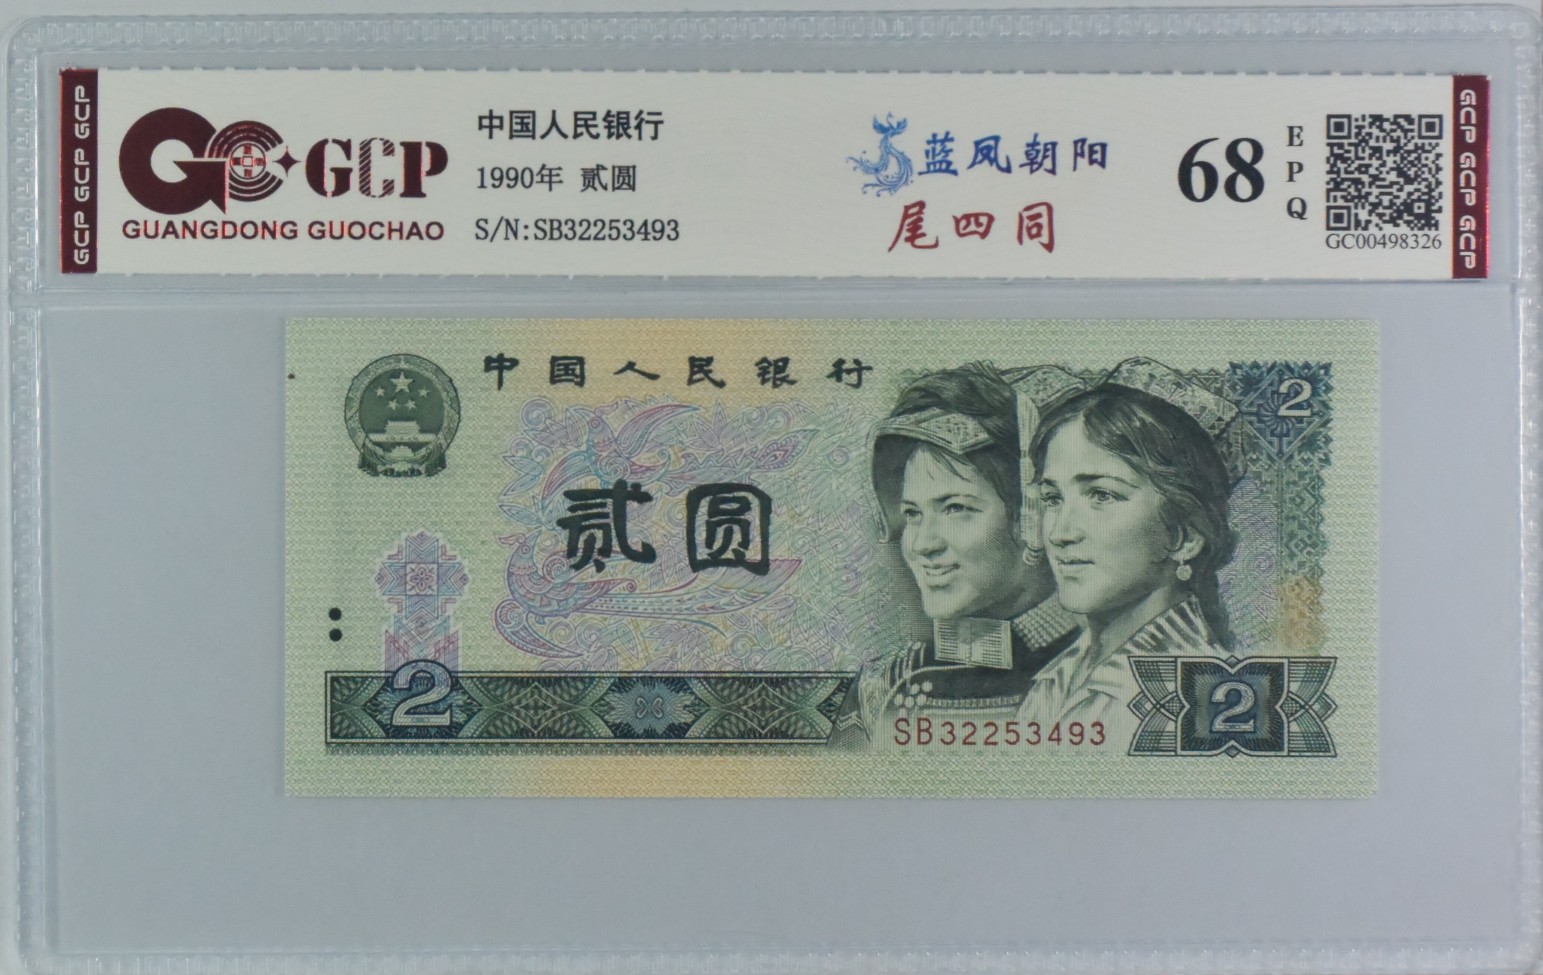 GCP GCP GCP
GCP
GUANGDONG GUOCHAO
中国人民银行
1990年 贰圆
S/N:SB32253493
蓝凤朝阳
尾四同
68
EPQ
GC00498326
GCP GCP GCP
中国人民银行
2
贰圆
2
SB32253493
2